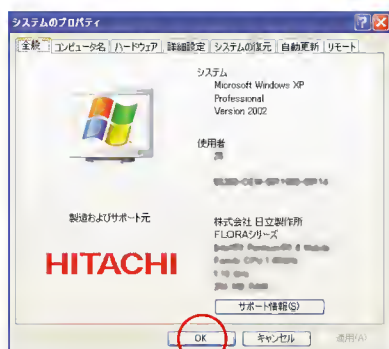 システムのプロパティ
全般 コンピュータ名 ハードウェア 詳細設定 システムの復元 自動更新 リモート
システム
Microsoft Windows XP
Professional
Version 2002
使用者
製造およびサポート元
HITACHI
株式会社 日立製作所
FLORAシリーズ
サポート情報(S)
OK キャンセル 適用(A)